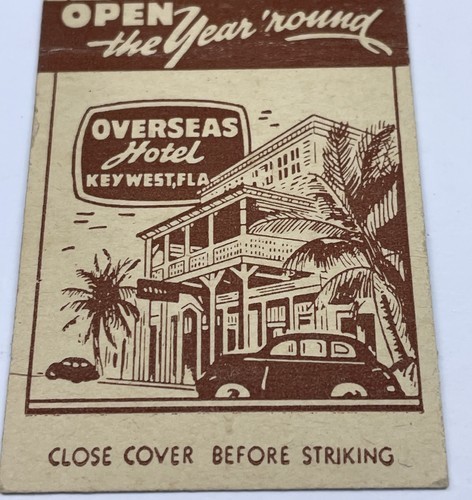 OPEN
the Year 'round
OVERSEAS
Hotel
KEY WEST, FLA.
CLOSE COVER BEFORE STRIKING